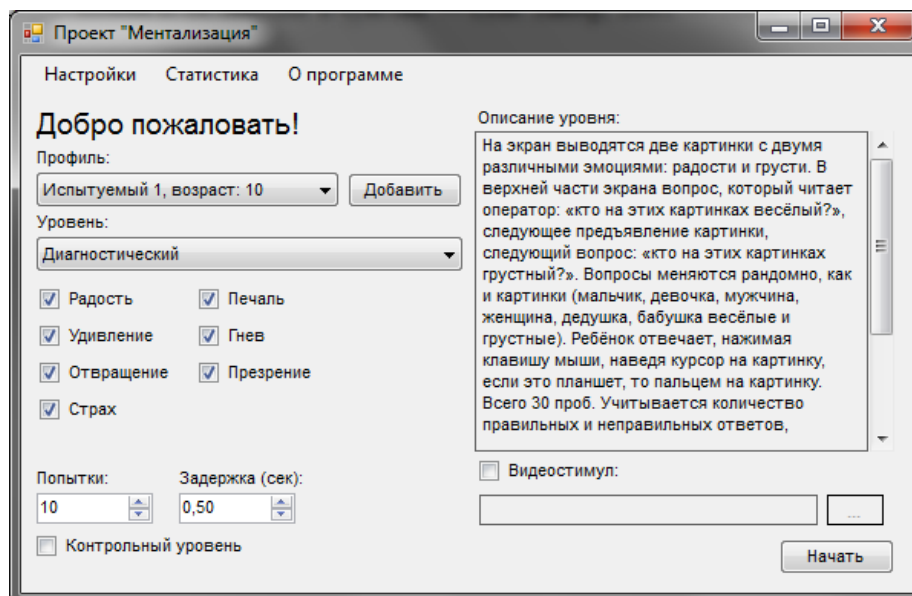 Проект "Ментализация"
Настройки Статистика О программе
Добро пожаловать!
Профиль:
Испытуемый 1, возраст: 10 Добавить
Уровень:
Диагностический
Радость Печаль
Удивление Гнев
Отвращение Презрение
Страх
Попытки: Задержка (сек):
10 0,50
Контрольный уровень
Описание уровня:
На экран выводятся две картинки с двумя
различными эмоциями: радости и грусти. В
верхней части экрана вопрос, который читает
оператор: «кто на этих картинках весёлый?»,
следующее предъявление картинки,
следующий вопрос: «кто на этих картинках
грустный?». Вопросы меняются рандомно, как
и картинки (мальчик, девочка, мужчина,
женщина, дедушка, бабушка весёлые и
грустные). Ребёнок отвечает, нажимая
клавишу мыши, наведя курсор на картинку,
если это планшет, то пальцем на картинку.
Всего 30 проб. Учитывается количество
правильных и неправильных ответов,
Видеостимул:
...
Начать